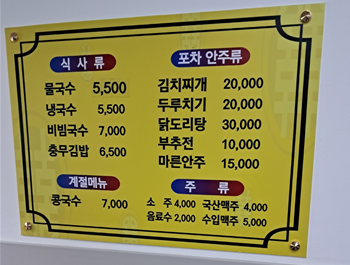 식 사 류
물국수 5,500
냉국수 5,500
비빔국수 7,000
충무김밥 6,500
계절메뉴
콩국수 7,000
포차 안주류
김치찌개 20,000
두루치기 20,000
닭도리탕 30,000
부추전 10,000
마른안주 15,000
주 류
소 주 4,000 국산맥주 4,000
음료수 2,000 수입맥주 5,000